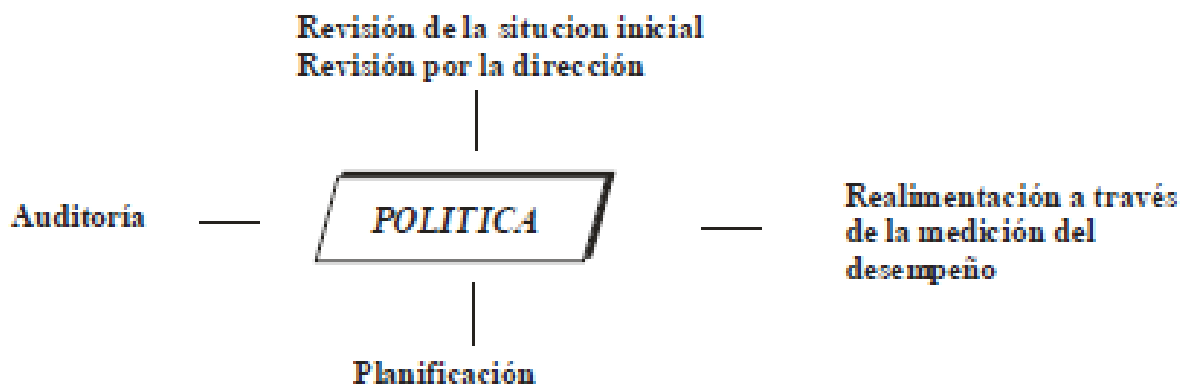 Revisión de la situcion inicial
Revisión por la dirección
Auditoría
POLITICA
Realimentación a través
de la medición del
desempeño
Planificación